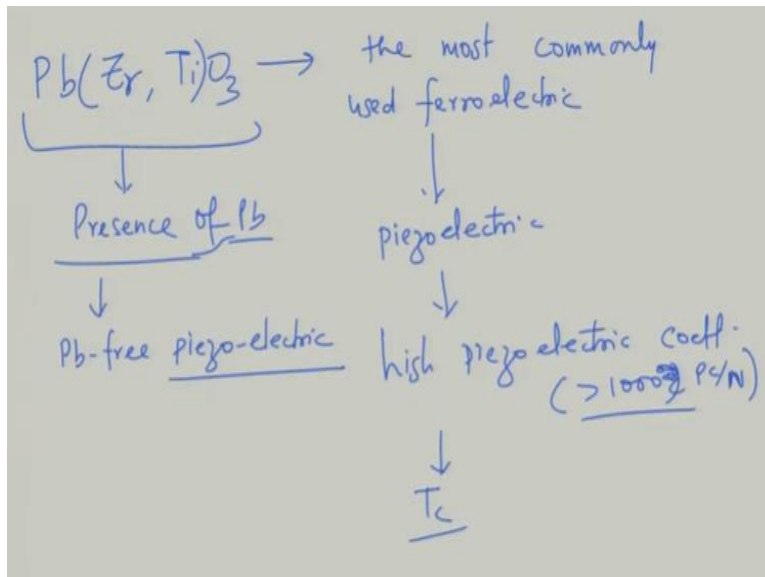 Pb(Zr, Ti)O3 → the most commonly
used ferroelectric
Presence of Pb
piezoelectric
Pb-free piezo-electric
high piezoelectric coeff.
(>1000 PC/N)
Tc